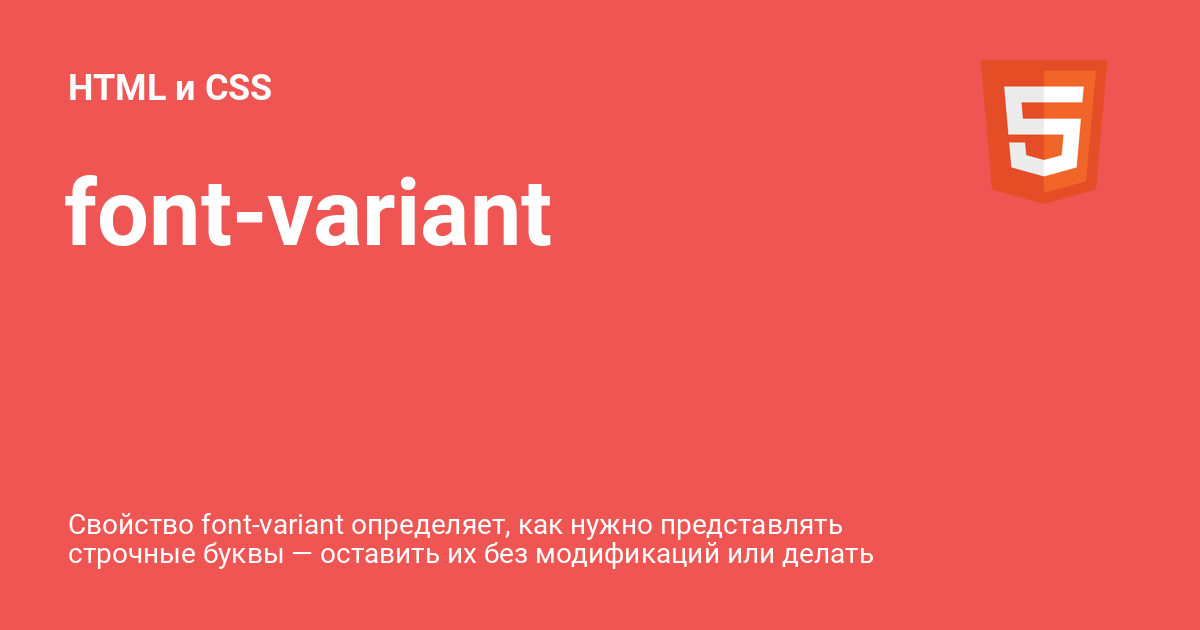 HTML и CSS
font-variant
Свойство font-variant определяет, как нужно представлять
строчные буквы — оставить их без модификаций или делать